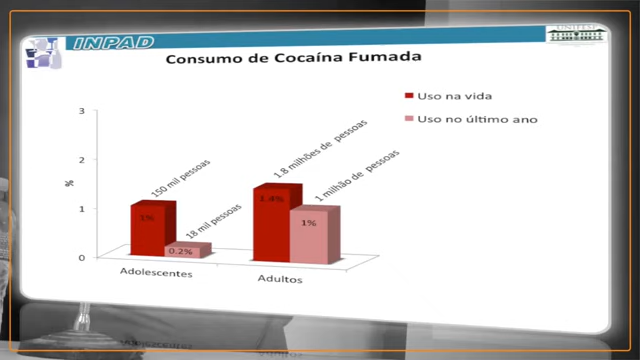 INPAD
UNIFESP
Consumo de Cocaína Fumada
Uso na vida
Uso no último ano
3
2
1
0
%
150 mil pessoas
1%
18 mil pessoas
0.2%
1.8 milhões de pessoas
1.4%
1 milhão de pessoas
1%
Adolescentes
Adultos